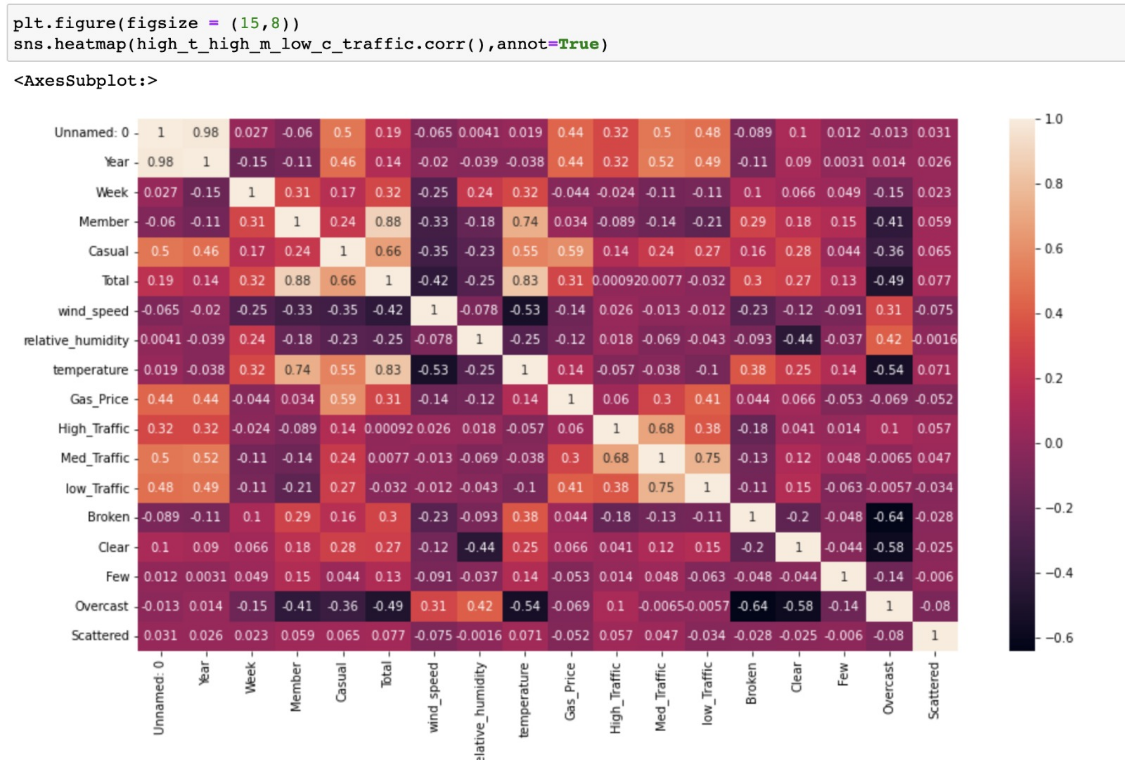 plt.figure(figsize = (15,8))
sns.heatmap(high_t_high_m_low_c_traffic.corr(),annot=True)
<AxesSubplot:>
Unnamed: 0 1 0.98 0.027 -0.06 0.5 0.19 -0.065 0.0041 0.019 0.44 0.32 0.5 0.48 -0.089 0.1 0.012 -0.013 0.031
Year 0.98 1 -0.15 -0.11 0.46 0.14 -0.02 -0.039 -0.038 0.44 0.32 0.52 0.49 -0.11 0.09 0.0031 0.014 0.026
Week 0.027 -0.15 1 0.31 0.17 0.32 -0.25 0.24 0.32 -0.044 -0.024 -0.11 -0.11 0.1 0.066 0.049 -0.15 0.023
Member -0.06 -0.11 0.31 1 0.24 0.88 -0.33 -0.18 0.74 0.034 -0.089 -0.14 -0.21 0.29 0.18 0.15 -0.41 0.059
Casual 0.5 0.46 0.17 0.24 1 0.66 -0.35 -0.23 0.55 0.59 0.14 0.24 0.27 0.16 0.28 0.044 -0.36 0.065
Total 0.19 0.14 0.32 0.88 0.66 1 -0.42 -0.25 0.83 0.31 0.00092 0.0077 -0.032 0.3 0.27 0.13 -0.49 0.077
wind_speed -0.065 -0.02 -0.25 -0.33 -0.35 -0.42 1 -0.078 -0.53 -0.14 0.026 -0.013 -0.012 -0.23 -0.12 -0.091 0.31 -0.075
relative_humidity 0.0041 -0.039 0.24 -0.18 -0.23 -0.25 -0.078 1 -0.25 -0.12 0.018 -0.069 -0.043 -0.093 -0.44 -0.037 0.42 -0.0016
temperature 0.019 -0.038 0.32 0.74 0.55 0.83 -0.53 -0.25 1 0.14 -0.057 -0.038 -0.1 0.38 0.25 0.14 -0.54 0.071
Gas_Price 0.44 0.44 -0.044 0.034 0.59 0.31 -0.14 -0.12 0.14 1 0.06 0.3 0.41 0.044 0.066 -0.053 -0.069 -0.052
High_Traffic 0.32 0.32 -0.024 -0.089 0.14 0.00092 0.026 0.018 -0.057 0.06 1 0.68 0.38 -0.18 0.041 0.014 0.1 0.057
Med_Traffic 0.5 0.52 -0.11 -0.14 0.24 0.0077 -0.013 -0.069 -0.038 0.3 0.68 1 0.75 -0.13 0.12 0.048 -0.0065 0.047
low_Traffic 0.48 0.49 -0.11 -0.21 0.27 -0.032 -0.012 -0.043 -0.1 0.41 0.38 0.75 1 -0.11 0.15 -0.063 -0.0057 -0.034
Broken -0.089 -0.11 0.1 0.29 0.16 0.3 -0.23 -0.093 0.38 0.044 -0.18 -0.13 -0.11 1 -0.2 -0.048 -0.64 -0.028
Clear 0.1 0.09 0.066 0.18 0.28 0.27 -0.12 -0.44 0.25 0.066 0.041 0.12 0.15 -0.2 1 -0.044 -0.58 -0.025
Few 0.012 0.0031 0.049 0.15 0.044 0.13 -0.091 -0.037 0.14 -0.053 0.014 0.048 -0.063 -0.048 -0.044 1 -0.14 -0.006
Overcast -0.013 0.014 -0.15 -0.41 -0.36 -0.49 0.31 0.42 -0.54 -0.069 0.1 -0.0065 -0.0057 -0.64 -0.58 -0.14 1 -0.08
Scattered 0.031 0.026 0.023 0.059 0.065 0.077 -0.075 -0.0016 0.071 -0.052 0.057 0.047 -0.034 -0.028 -0.025 -0.006 -0.08 1
Unnamed: 0
Year
Week
Member
Casual
Total
wind_speed
elative_humidity
temperature
Gas_Price
High_Traffic
Med_Traffic
low_Traffic
Broken
Clear
Few
Overcast
Scattered
1.0
0.8
0.6
0.4
0.2
0.0
-0.2
-0.4
-0.6